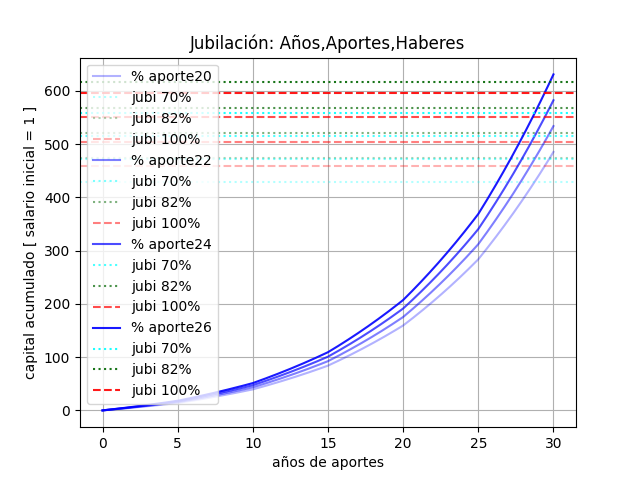 Jubilación: Años,Aportes,Haberes
capital acumulado [ salario inicial = 1 ]
600
500
400
300
200
100
0
% aporte20
jubi 70%
jubi 82%
jubi 100%
% aporte22
jubi 70%
jubi 82%
jubi 100%
% aporte24
jubi 70%
jubi 82%
jubi 100%
% aporte26
jubi 70%
jubi 82%
jubi 100%
0 5 10 15 20 25 30
años de aportes